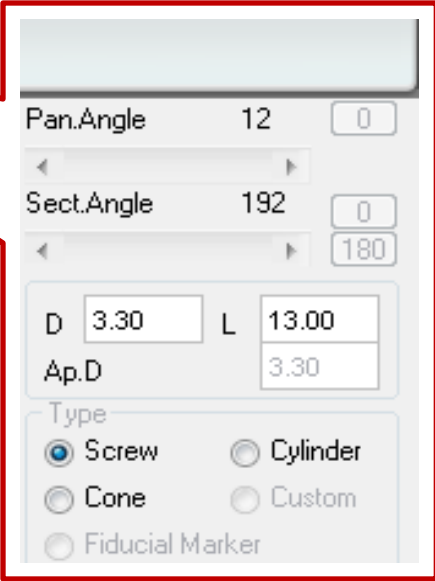 Pan.Angle 12 0
Sect.Angle 192 0
180
D 3.30 L 13.00
Ap.D 3.30
Type
Screw Cylinder
Cone Custom
Fiducial Marker